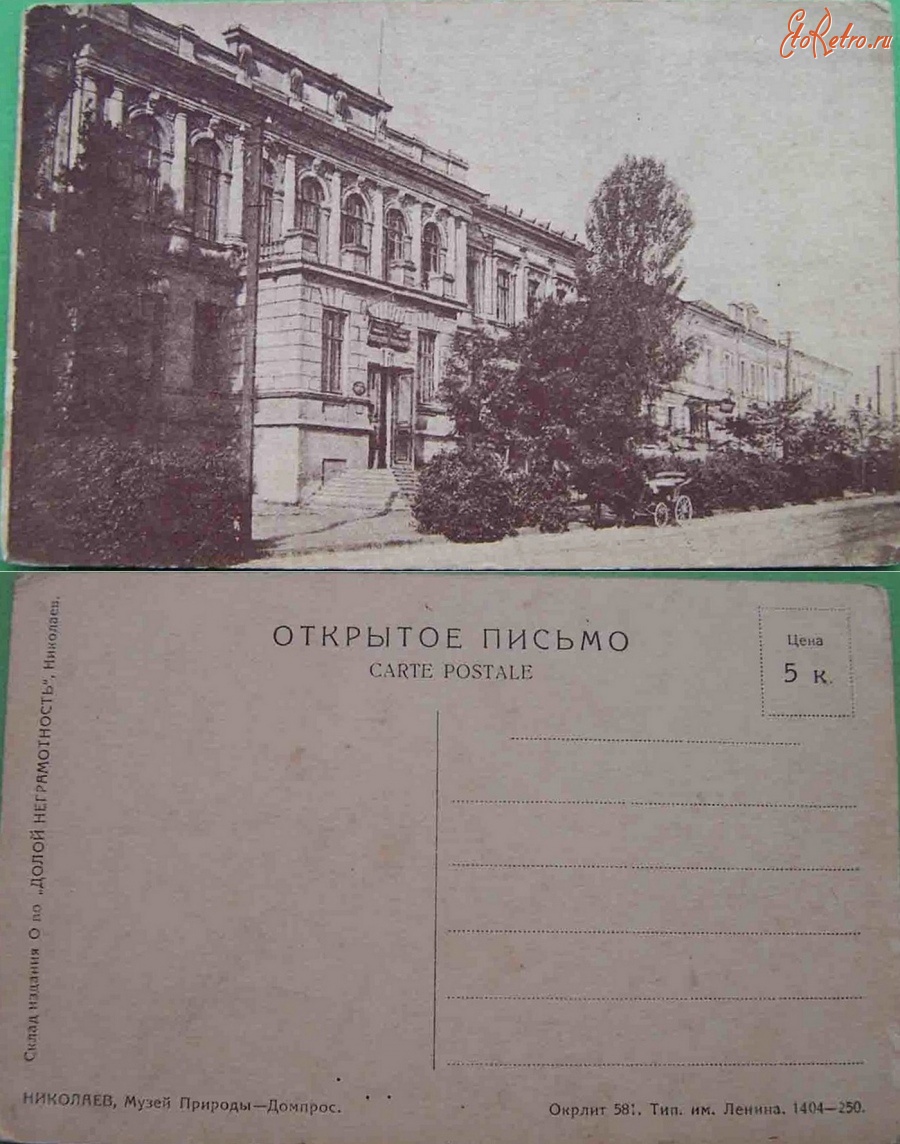 EtoRetro.ru
ОТКРЫТОЕ ПИСЬМО
CARTE POSTALE
Цена
5 к.
Склад издания О во „ДОЛОЙ НЕГРАМОТНОСТЬ", Николаев.
НИКОЛАЕВ, Музей Природы—Домпрос.
Окрлит 581. Тип. им. Ленина. 1404—250.